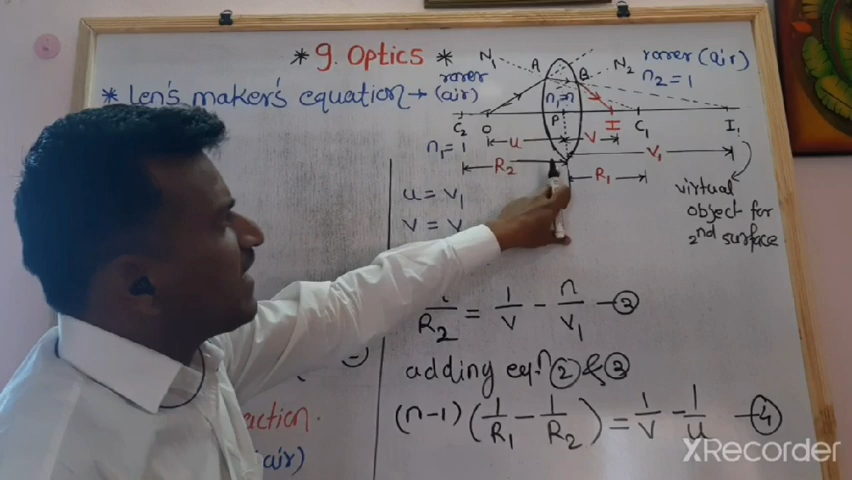 * 9. Optics *
* Len's maker's equation →
rarer
(air)
N₁
A
B
N₂
rarer (air)
n₂ = 1
n₁ = n
P
C₂
O
I
C₁
I₁
n₁ = 1
u
V
V₁
R₂
R₁
virtual
object for
2nd surface
u = V₁
V = V
R₂ = 1/V - n/V₁ - ③
adding eqn ② & ③
(n-1) (1/R₁ - 1/R₂) = 1/V - 1/u - ④
action.
air)
XRecorder